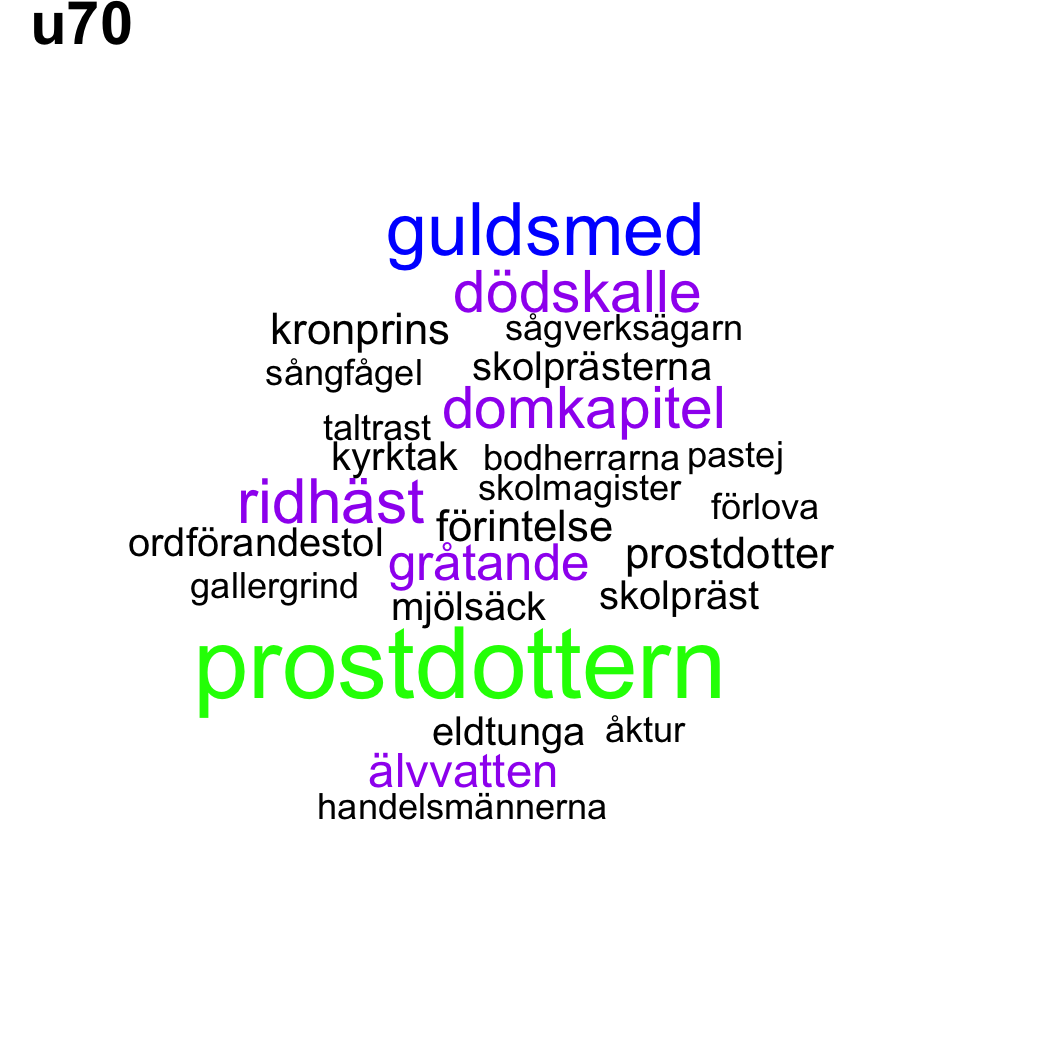 u70
guldsmed
dödskalle
kronprins sågverksägarn
sångfågel skolprästerna
domkapitel
taltrast
kyrktak bodherrarna pastej
ridhäst skolmagister förlova
förintelse
ordförandestol gråtande prostdotter
gallergrind skolpräst
mjölsäck
prostdottern
eldtunga åktur
älvvatten
handelsmännerna